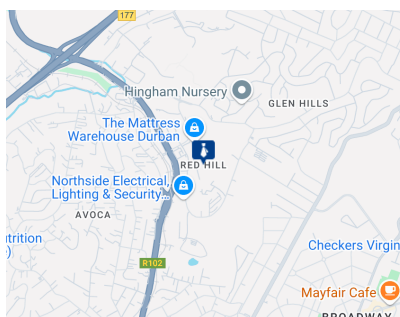 177
Hingham Nursery
GLEN HILLS
The Mattress
Warehouse Durban
RED HILL
Northside Electrical,
Lighting & Security...
AVOCA
utrition
)
Checkers Virgin
R102
Mayfair Cafe
BROADWAY